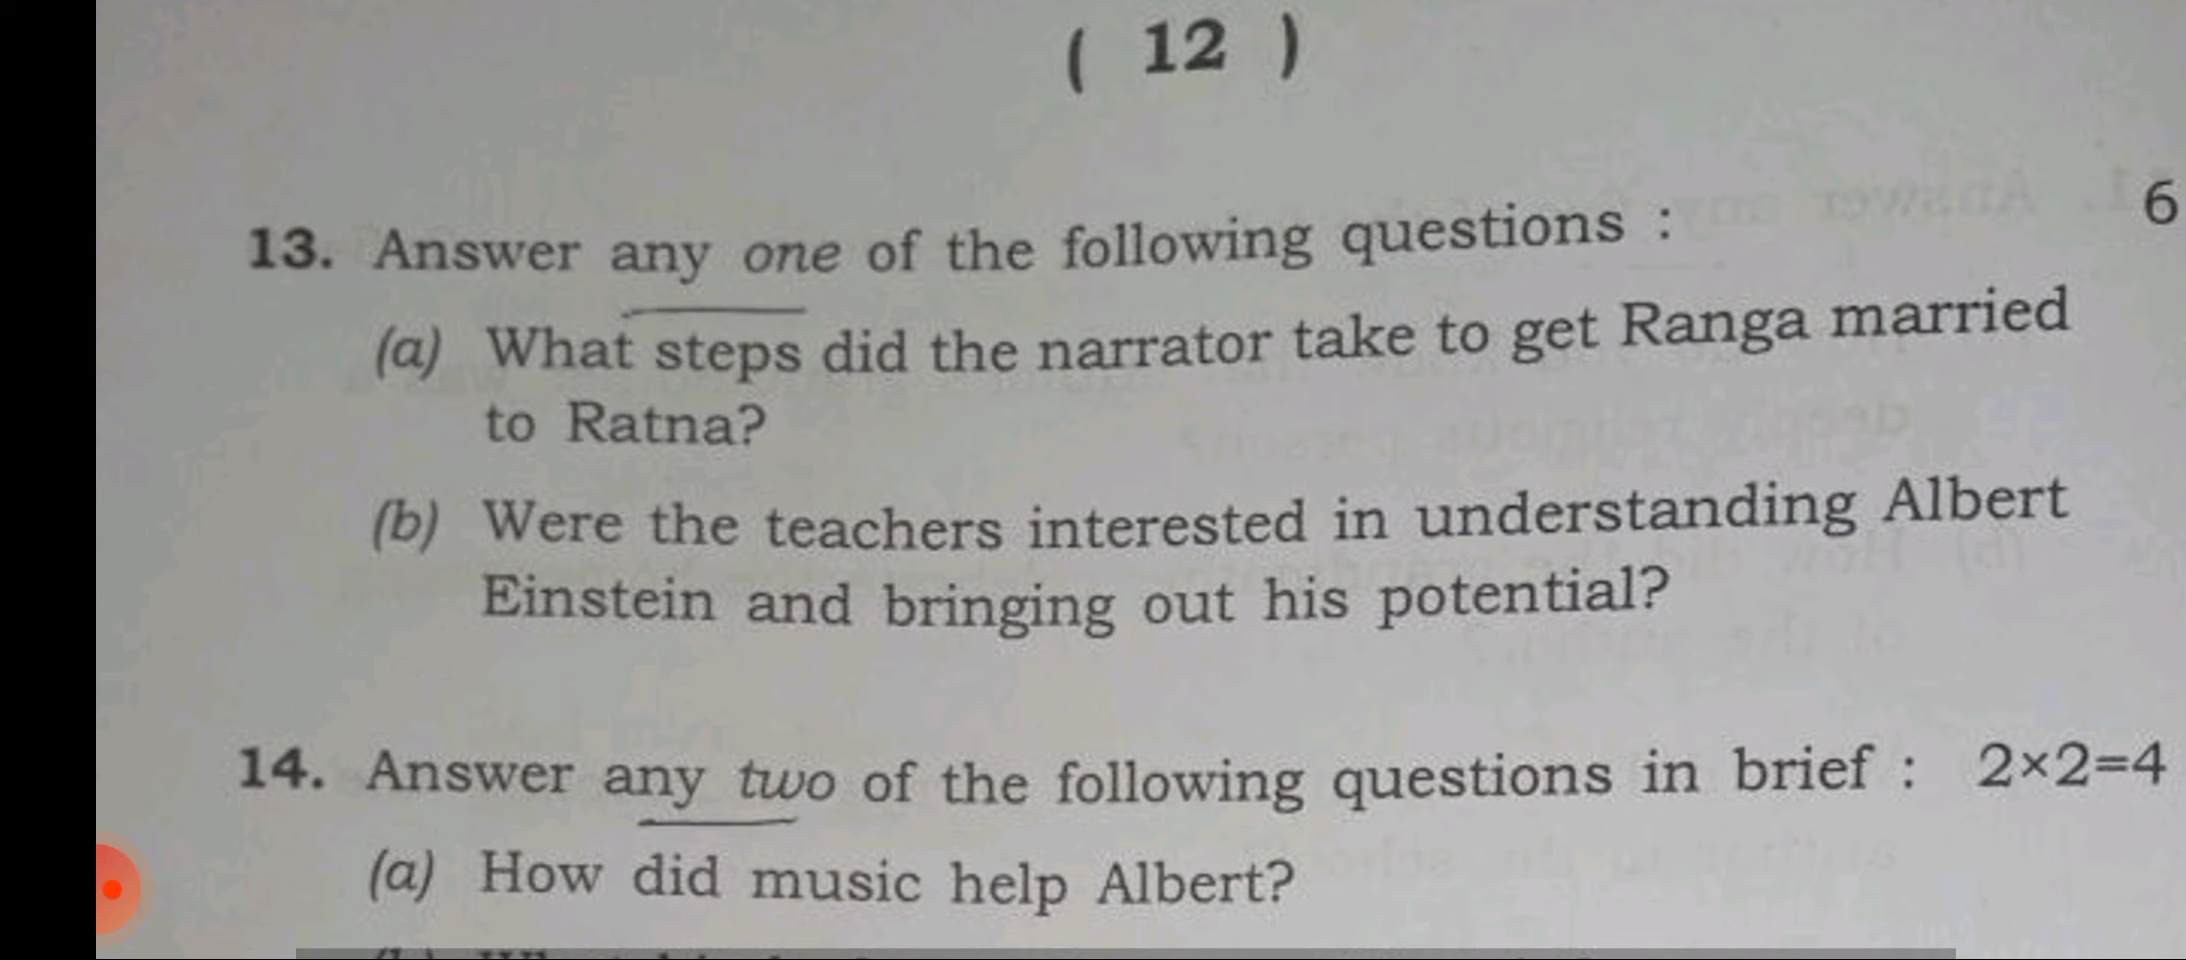 ( 12 )
13. Answer any one of the following questions : 6
(a) What steps did the narrator take to get Ranga married
to Ratna?
(b) Were the teachers interested in understanding Albert
Einstein and bringing out his potential?
14. Answer any two of the following questions in brief : 2×2=4
(a) How did music help Albert?